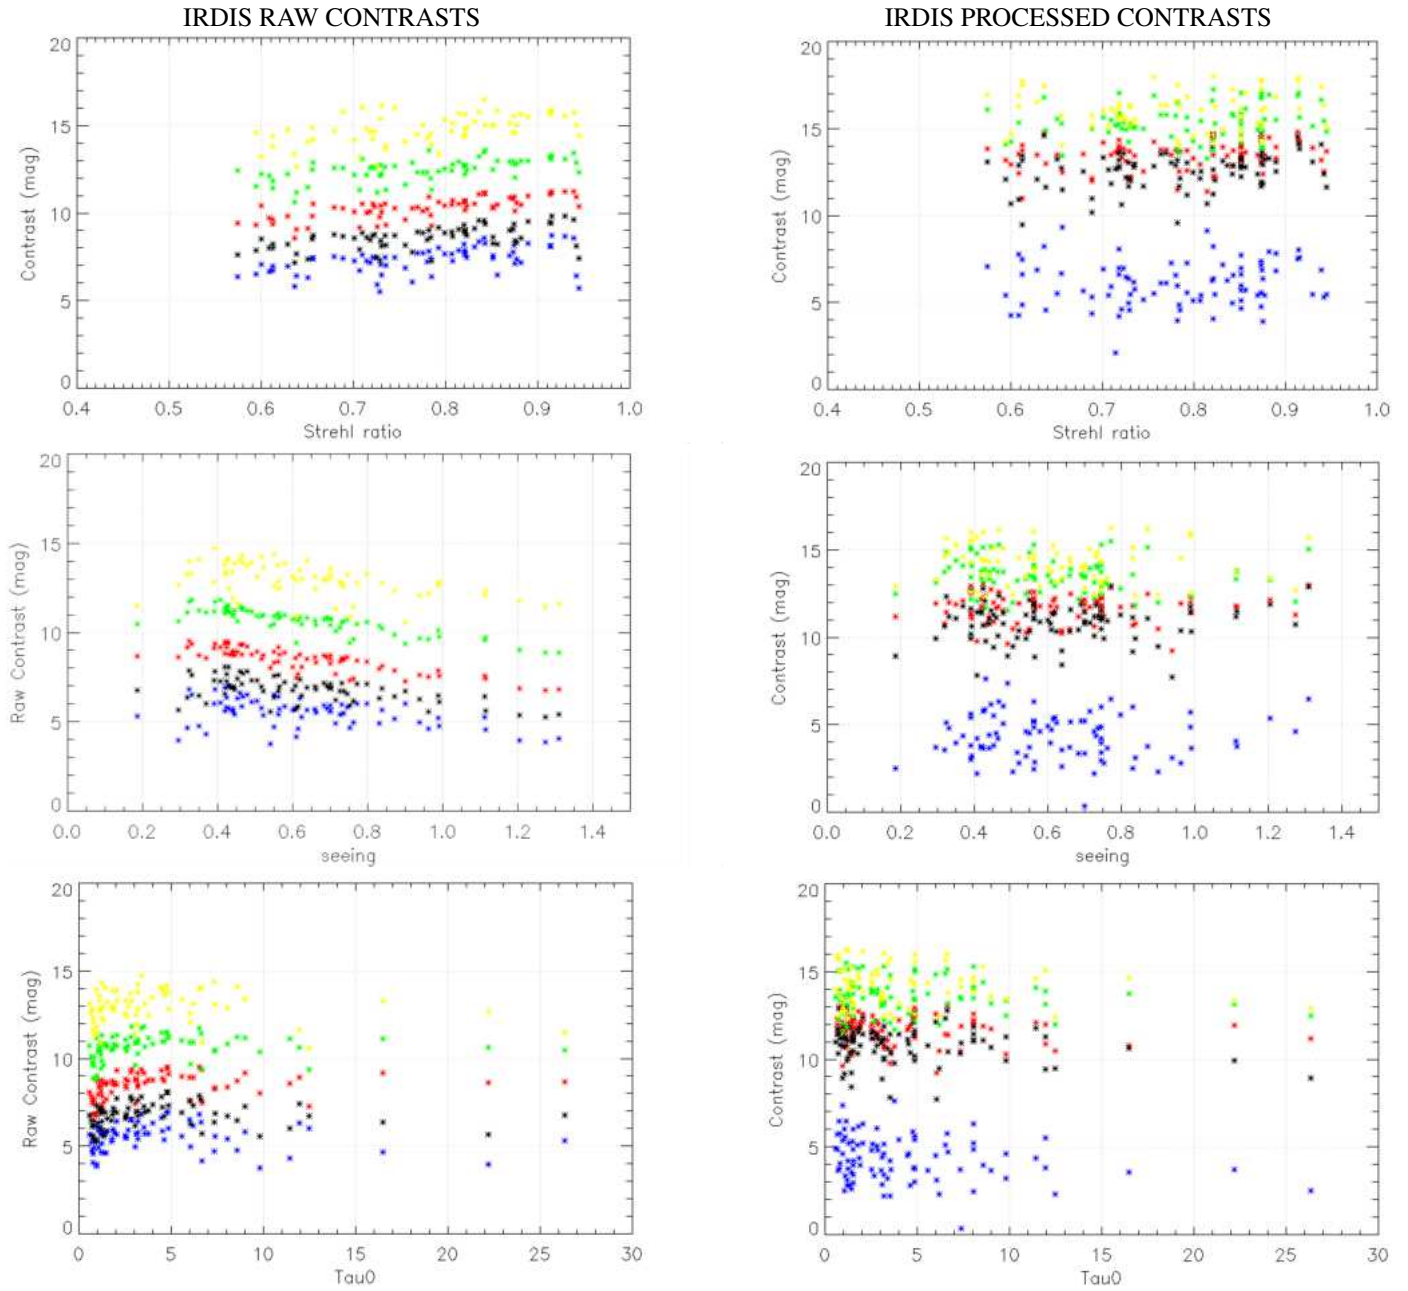 IRDIS RAW CONTRASTS
IRDIS PROCESSED CONTRASTS
20
15
10
5
0
Contrast (mag)
0.4 0.5 0.6 0.7 0.8 0.9 1.0
Strehl ratio
20
15
10
5
0
Contrast (mag)
0.4 0.5 0.6 0.7 0.8 0.9 1.0
Strehl ratio
20
15
10
5
0
Raw Contrast (mag)
0.0 0.2 0.4 0.6 0.8 1.0 1.2 1.4
seeing
20
15
10
5
0
Contrast (mag)
0.0 0.2 0.4 0.6 0.8 1.0 1.2 1.4
seeing
20
15
10
5
0
Raw Contrast (mag)
0 5 10 15 20 25 30
Tau0
20
15
10
5
0
Contrast (mag)
0 5 10 15 20 25 30
Tau0